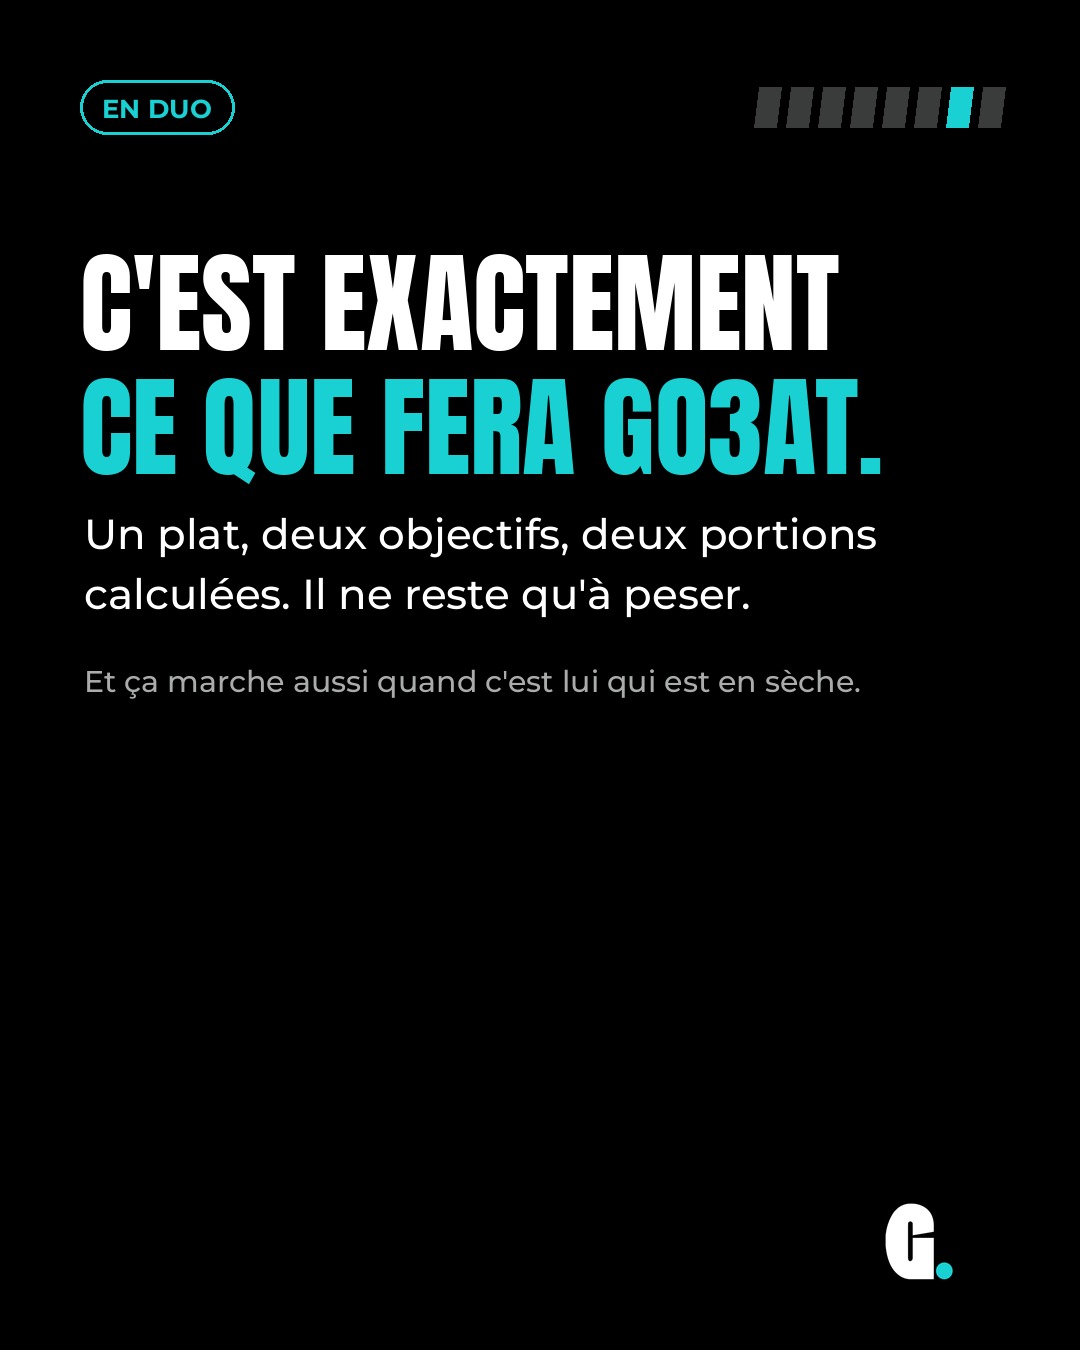 EN DUO
C'EST EXACTEMENT
CE QUE FERA GO3AT.
Un plat, deux objectifs, deux portions
calculées. Il ne reste qu'à peser.
Et ça marche aussi quand c'est lui qui est en sèche.
G.